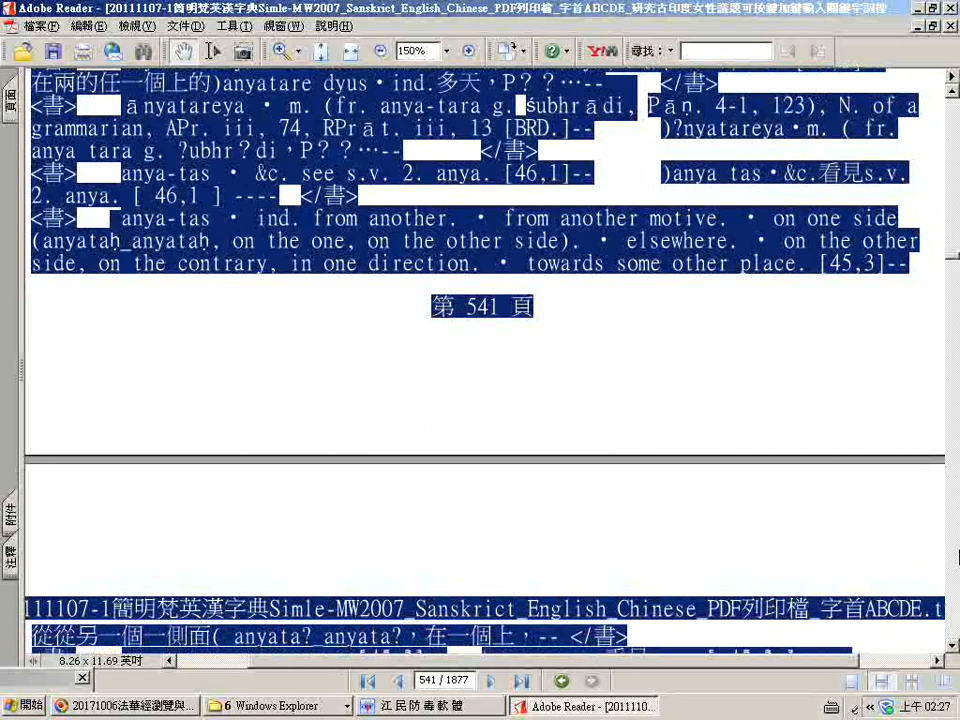 Adobe Reader - [20111107-1簡明梵英漢字典Simle-MW2007_Sanskrict_English_Chinese_PDF列印檔_字首ABCDE_研究古印度女性議題可按鍵加鍵輸入關鍵字詞檔
檔案(F) 編輯(E) 檢視(V) 文件(D) 工具(T) 視窗(W) 說明(H)
150% 尋找:
頁面
在兩的任一個上的)anyatare dyus‧ind.多天，P？？…-- </書>
<書> ānyatareya ‧ m. (fr. anya-tara g. śubhrādi, Pāṇ. 4-1, 123), N. of a
grammarian, APr. iii, 74, RPrāt. iii, 13 [BRD.]-- )?nyatareya‧m. ( fr.
anya tara g. ?ubhr？di，P？？…-- </書>
<書> anya-tas ‧ &c. see s.v. 2. anya. [46,1]-- )anya tas‧&c.看見s.v.
2. anya. [ 46,1 ] ---- </書>
<書> anya-tas ‧ ind. from another. ‧ from another motive. ‧ on one side
(anyataḥ_anyataḥ, on the one, on the other side). ‧ elsewhere. ‧ on the other
side, on the contrary, in one direction. ‧ towards some other place. [45,3]--
第 541 頁
附件
注釋
111107-1簡明梵英漢字典Simle-MW2007_Sanskrict_English_Chinese_PDF列印檔_字首ABCDE.t
從從另一個一側面( anyata?_anyata?，在一個上，-- </書>
8.26 x 11.69 英吋
541 / 1877
開始 20171006法華經瀏覽與... 6 Windows Explorer 江民防毒軟體 Adobe Reader - [2011110... 上午 02:27